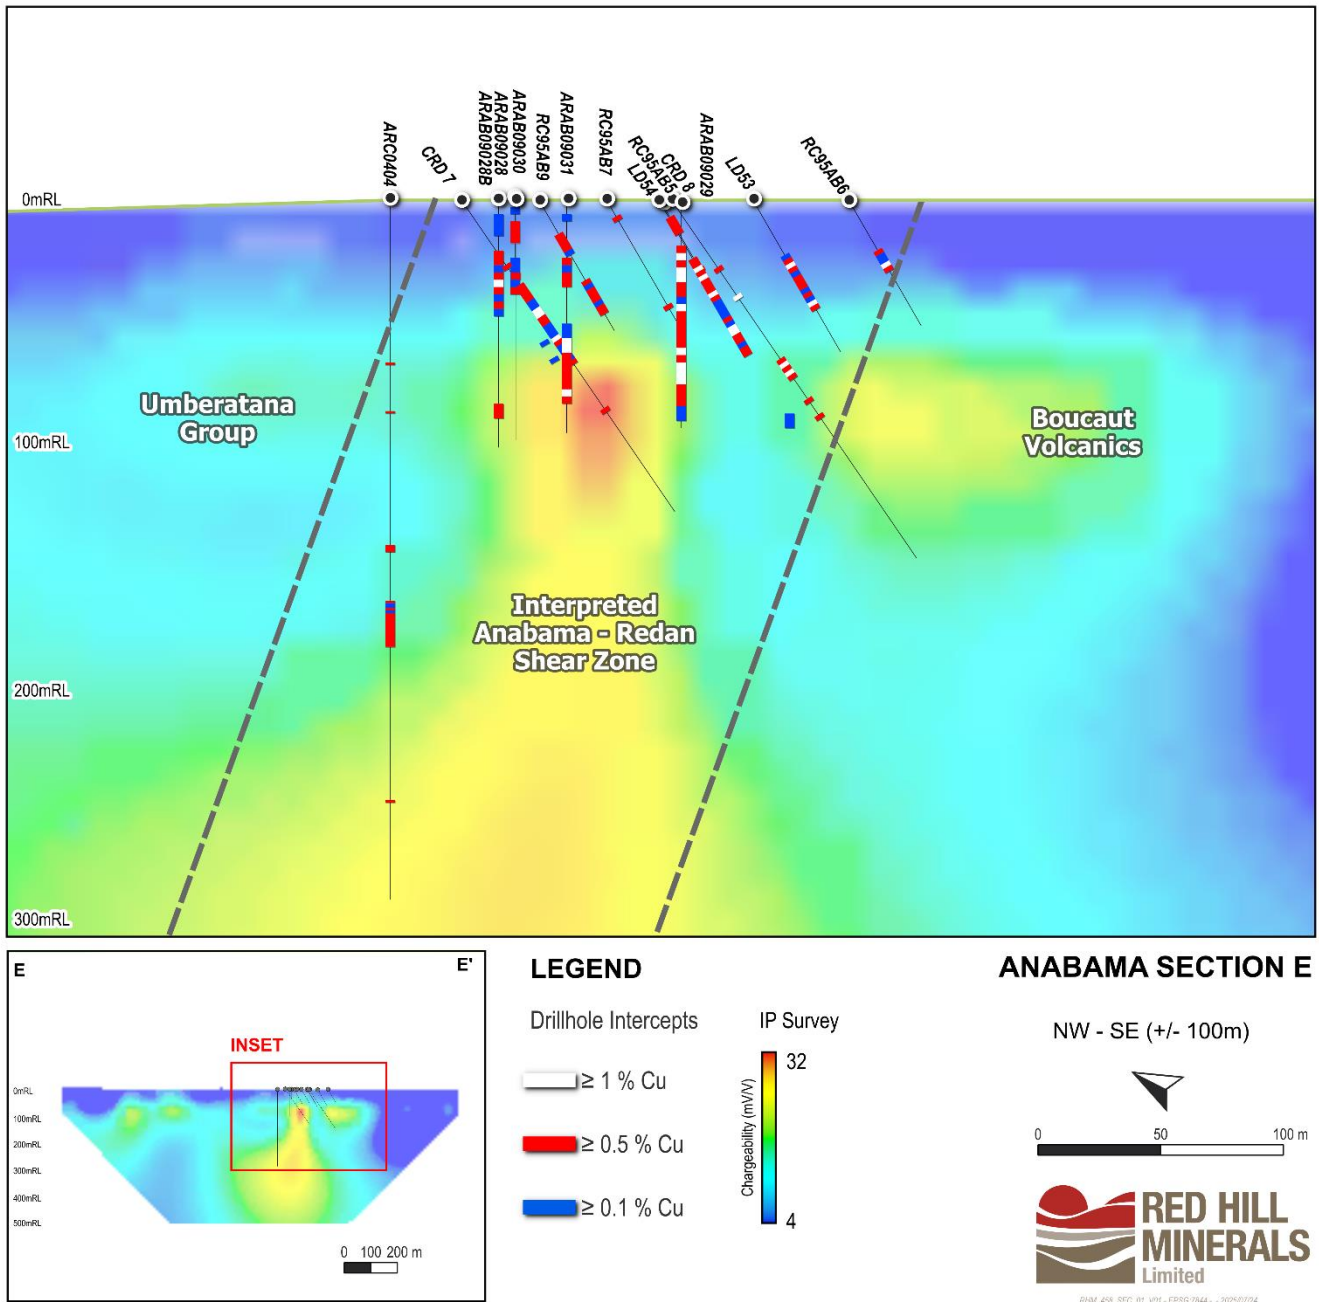 ARC0404
CRD 7
ARAB09028B
ARAB09028
ARAB09030
RC95AB9
ARAB09031
RC95AB7
LD54
RC95AB5
CRD 8
ARAB09029
LD53
RC95AB6
0mRL
100mRL
200mRL
300mRL
Umberatana
Group
Interpreted
Anabama - Redan
Shear Zone
Boucaut
Volcanics
E
E'
INSET
0mRL
100mRL
200mRL
300mRL
400mRL
500mRL
0 100 200 m
LEGEND
Drillhole Intercepts
≥ 1 % Cu
≥ 0.5 % Cu
≥ 0.1 % Cu
IP Survey
32
Chargeability (mV/V)
4
ANABAMA SECTION E
NW - SE (+/- 100m)
0 50 100 m
RED HILL
MINERALS
Limited